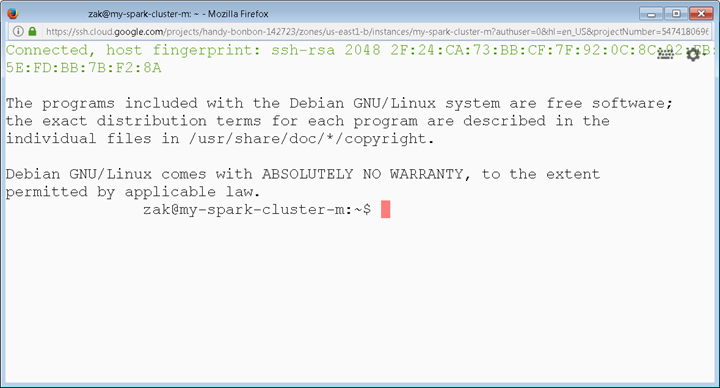 zak@my-spark-cluster-m: ~ - Mozilla Firefox
https://ssh.cloud.google.com/projects/handy-bonbon-142723/zones/us-east1-b/instances/my-spark-cluster-m?authuser=0&hl=en_US&projectNumber=5474180696
Connected, host fingerprint: ssh-rsa 2048 2F:24:CA:73:BB:CF:7F:92:0C:8C:
5E:FD:BB:7B:F2:8A
The programs included with the Debian GNU/Linux system are free software;
the exact distribution terms for each program are described in the
individual files in /usr/share/doc/*/copyright.
Debian GNU/Linux comes with ABSOLUTELY NO WARRANTY, to the extent
permitted by applicable law.
zak@my-spark-cluster-m:~$